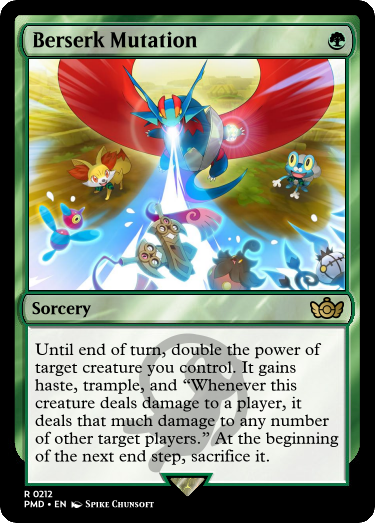 Berserk Mutation
Sorcery
Until end of turn, double the power of
target creature you control. It gains
haste, trample, and “Whenever this
creature deals damage to a player, it
deals that much damage to any number
of other target players.” At the beginning
of the next end step, sacrifice it.
R 0212
PMD • EN Spike Chunsoft